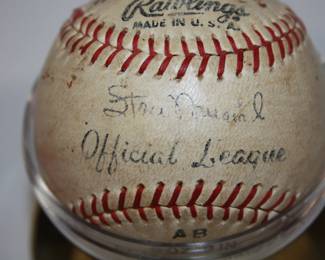 Rawlings
MADE IN U.S.A.
Stan Musial
Official League
AB